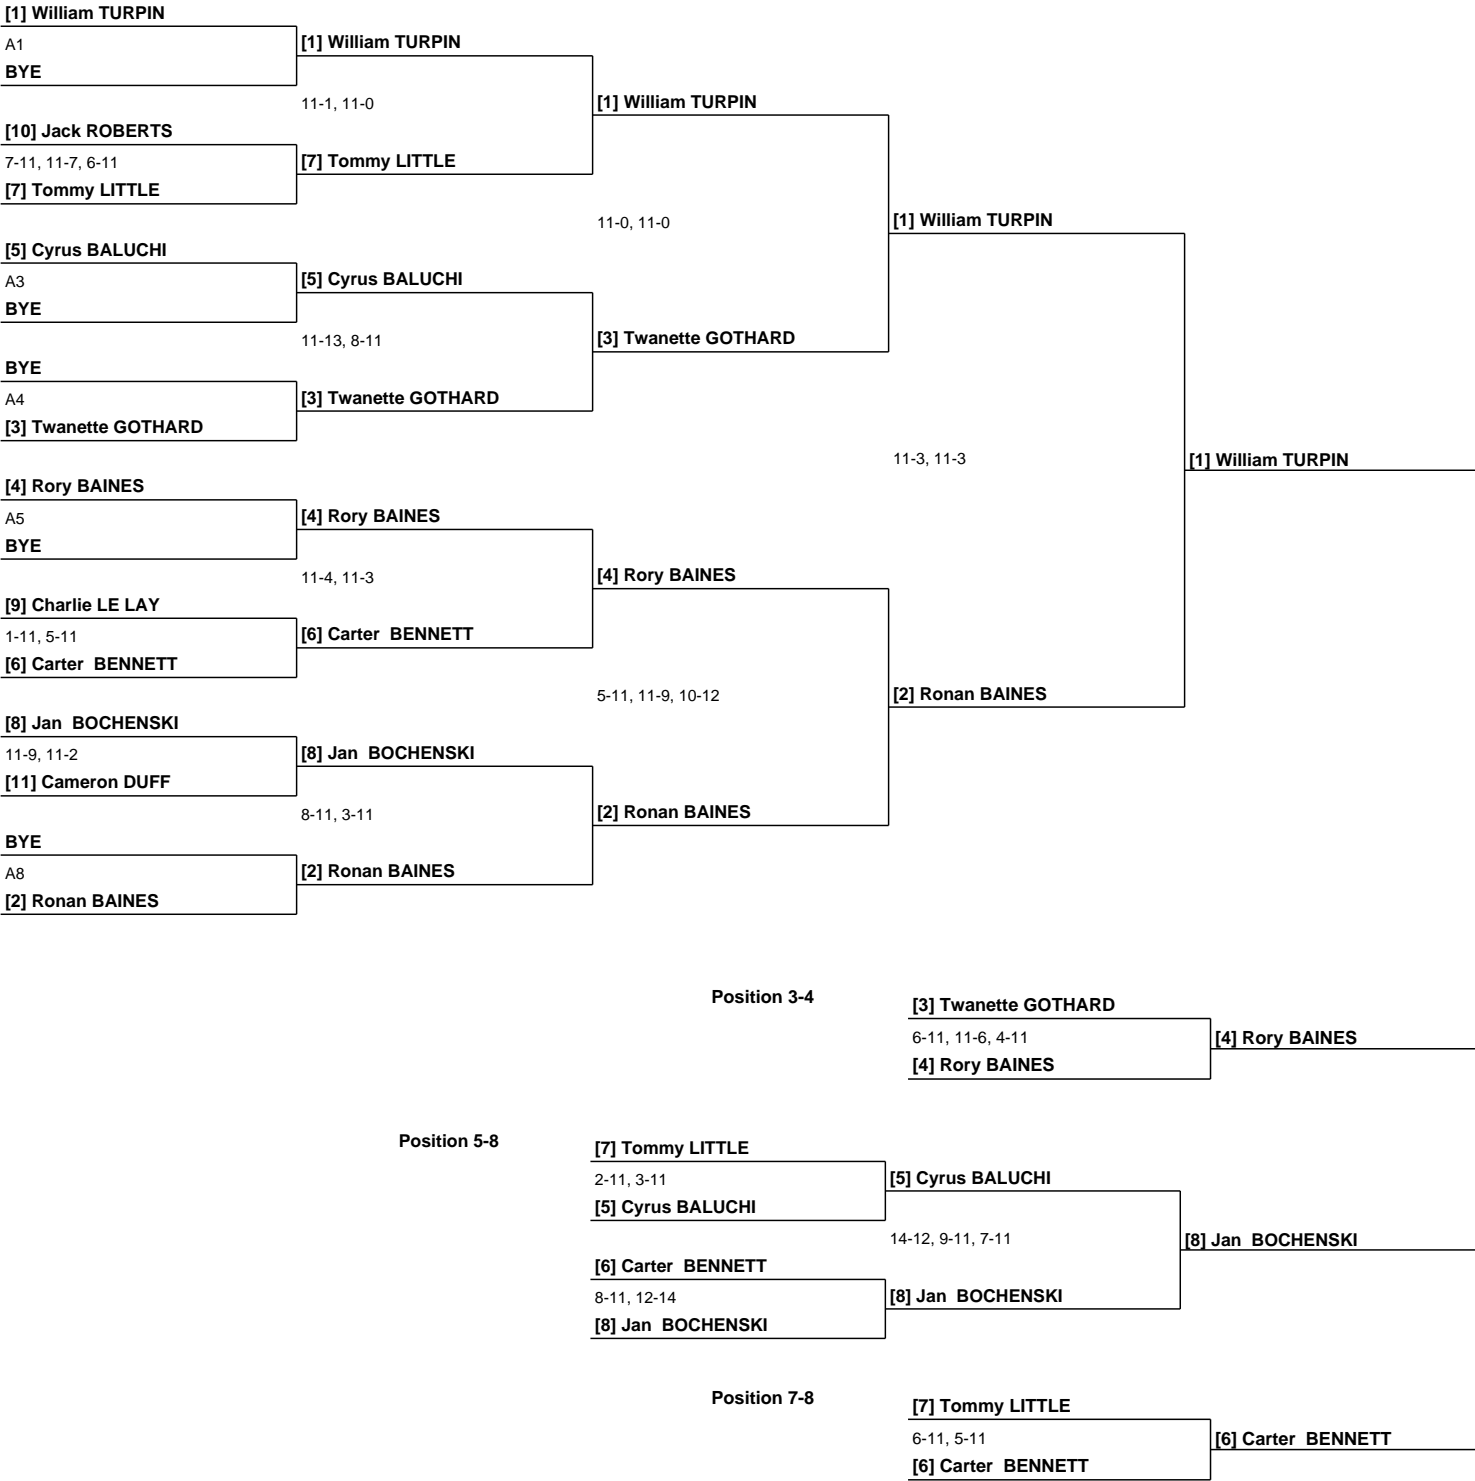 [1] William TURPIN
A1
BYE
[1] William TURPIN
11-1, 11-0
[10] Jack ROBERTS
7-11, 11-7, 6-11
[7] Tommy LITTLE
[7] Tommy LITTLE
[1] William TURPIN
11-0, 11-0
[5] Cyrus BALUCHI
A3
BYE
[5] Cyrus BALUCHI
11-13, 8-11
BYE
A4
[3] Twanette GOTHARD
[3] Twanette GOTHARD
[3] Twanette GOTHARD
[1] William TURPIN
11-3, 11-3
[1] William TURPIN
[4] Rory BAINES
A5
BYE
[4] Rory BAINES
11-4, 11-3
[9] Charlie LE LAY
1-11, 5-11
[6] Carter  BENNETT
[6] Carter  BENNETT
[4] Rory BAINES
5-11, 11-9, 10-12
[2] Ronan BAINES
[8] Jan  BOCHENSKI
11-9, 11-2
[11] Cameron DUFF
[8] Jan  BOCHENSKI
8-11, 3-11
BYE
A8
[2] Ronan BAINES
[2] Ronan BAINES
[2] Ronan BAINES
Position 3-4
[3] Twanette GOTHARD
6-11, 11-6, 4-11
[4] Rory BAINES
[4] Rory BAINES
Position 5-8
[7] Tommy LITTLE
2-11, 3-11
[5] Cyrus BALUCHI
[5] Cyrus BALUCHI
14-12, 9-11, 7-11
[8] Jan  BOCHENSKI
[6] Carter  BENNETT
8-11, 12-14
[8] Jan  BOCHENSKI
[8] Jan  BOCHENSKI
Position 7-8
[7] Tommy LITTLE
6-11, 5-11
[6] Carter  BENNETT
[6] Carter  BENNETT